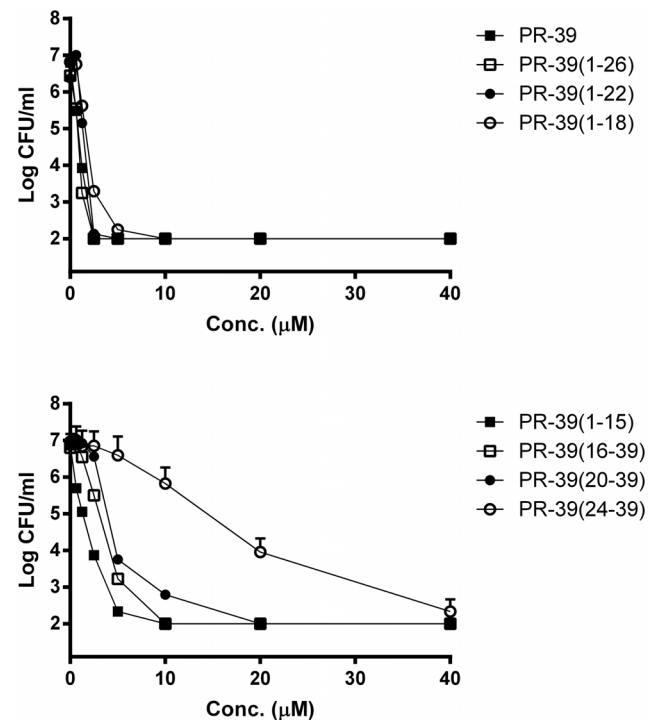 8
7
6
5
4
3
2
Log CFU/ml
0
10
20
30
40
Conc. (μM)
PR-39
PR-39(1-26)
PR-39(1-22)
PR-39(1-18)
8
7
6
5
4
3
2
Log CFU/ml
0
10
20
30
40
Conc. (μM)
PR-39(1-15)
PR-39(16-39)
PR-39(20-39)
PR-39(24-39)